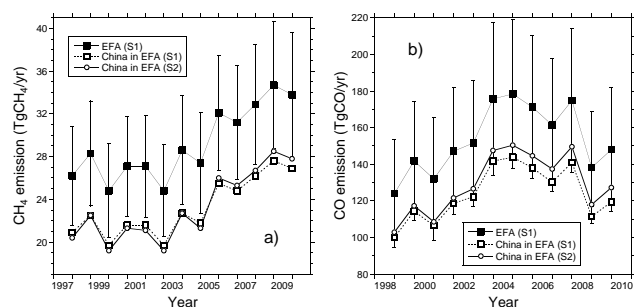 40
36
32
28
24
20
CH4 emission (TgCH4/yr)
EFA (S1)
China in EFA (S1)
China in EFA (S2)
a)
1997 1999 2001 2003 2005 2007 2009
Year
220
200
180
160
140
120
100
80
CO emission (TgCO/yr)
b)
EFA (S1)
China in EFA (S1)
China in EFA (S2)
1998 2000 2002 2004 2006 2008 2010
Year